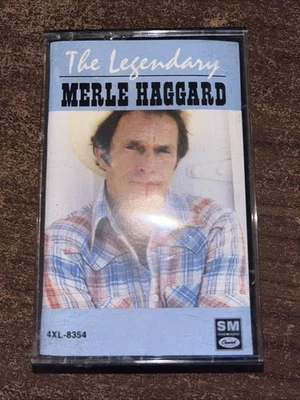 The Legendary
MERLE HAGGARD
4XL-8354
SM
Capitol